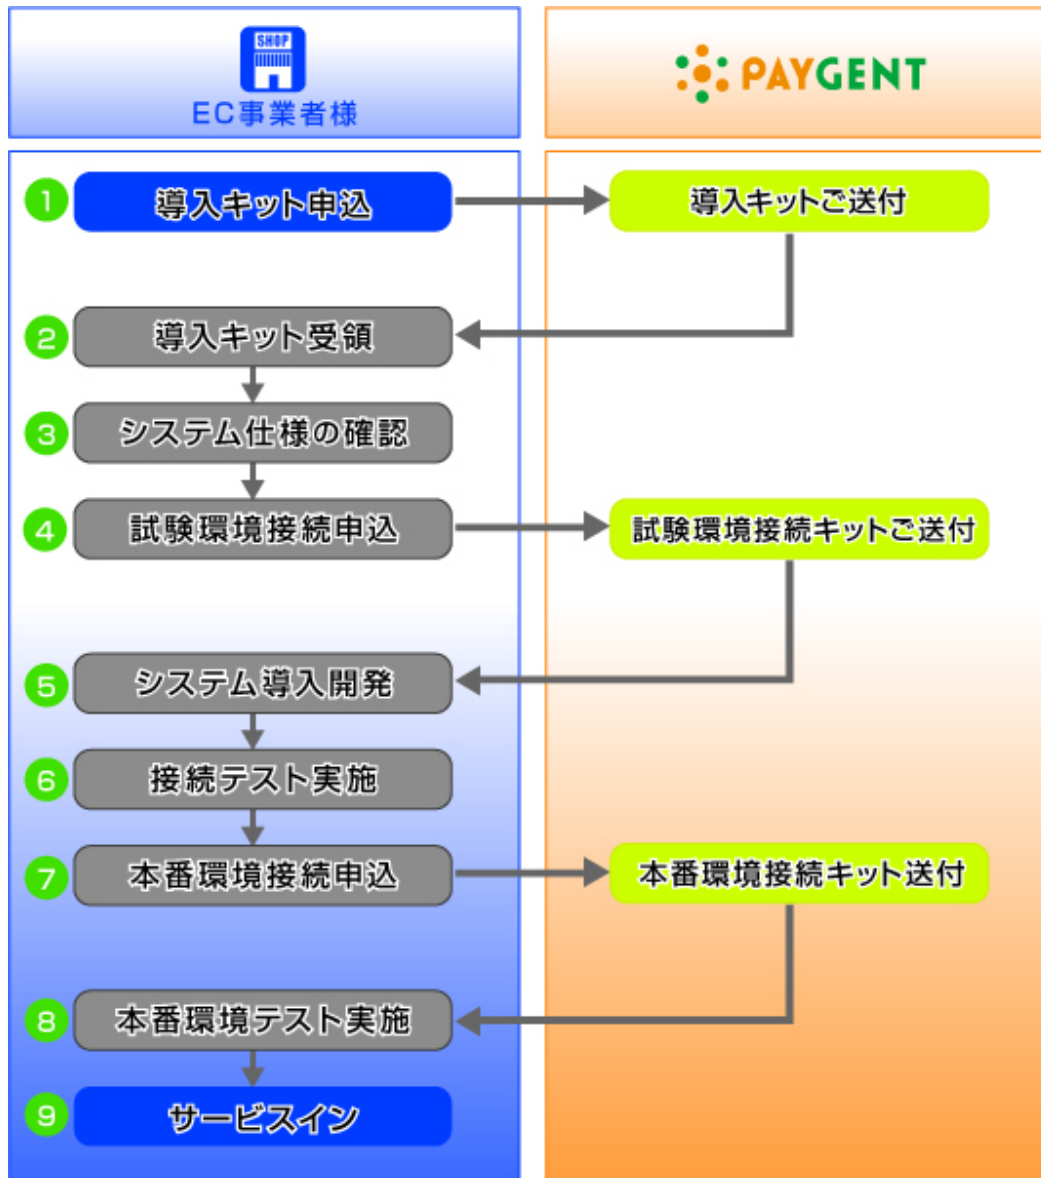 SHOP
EC事業者様
PAYGENT
1 導入キット申込
導入キットご送付
2 導入キット受領
3 システム仕様の確認
4 試験環境接続申込
試験環境接続キットご送付
5 システム導入開発
6 接続テスト実施
7 本番環境接続申込
本番環境接続キット送付
8 本番環境テスト実施
9 サービスイン